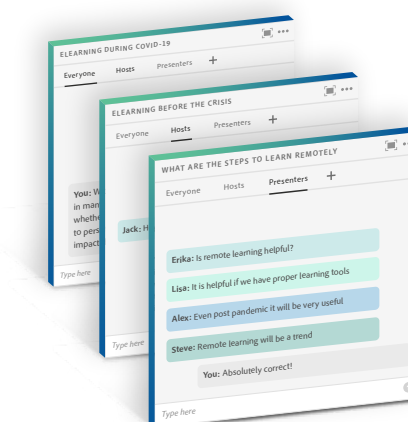 ELEARNING DURING COVID-19
Everyone Hosts Presenters +
You: W
in man
whethe
to pers
impact
Type here
ELEARNING BEFORE THE CRISIS
Everyone Hosts Presenters +
Jack: H
Type here
WHAT ARE THE STEPS TO LEARN REMOTELY
Everyone Hosts Presenters +
Erika: Is remote learning helpful?
Lisa: It is helpful if we have proper learning tools
Alex: Even post pandemic it will be very useful
Steve: Remote learning will be a trend
You: Absolutely correct!
Type here